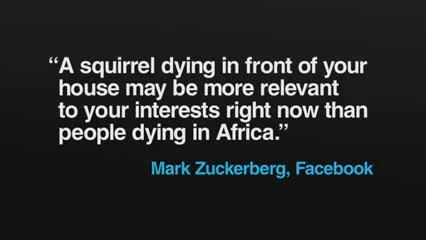 “A squirrel dying in front of your
house may be more relevant
to your interests right now than
people dying in Africa.”
Mark Zuckerberg, Facebook